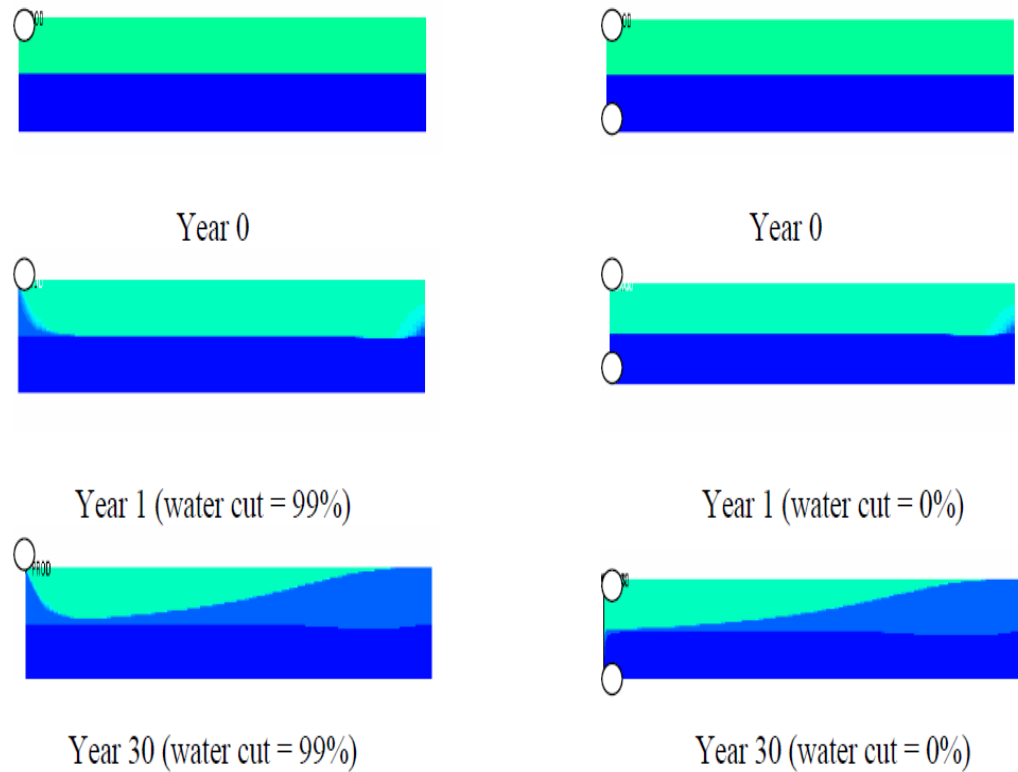 Year 0
Year 0
Year 1 (water cut = 99%)
Year 1 (water cut = 0%)
PROD
Year 30 (water cut = 99%)
Year 30 (water cut = 0%)